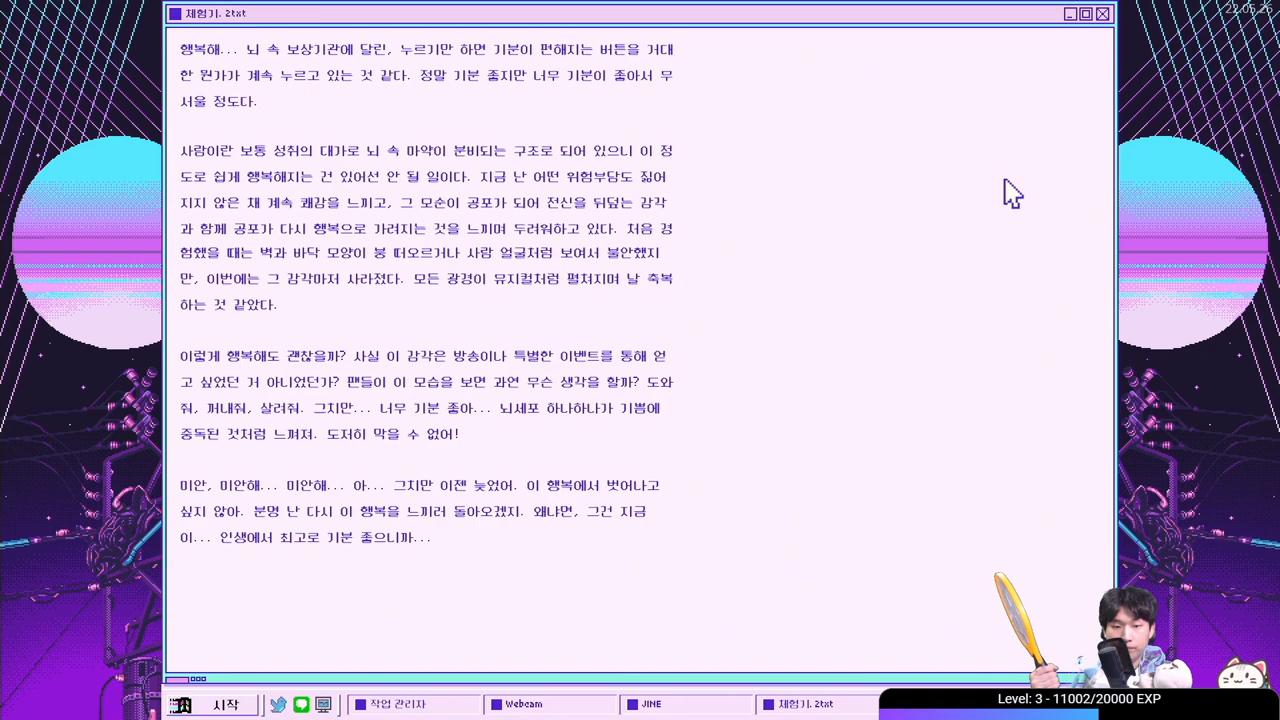 체험기. 2txt
22.05.26
행복해... 뇌 속 보상기관에 달린, 누르기만 하면 기분이 편해지는 버튼을 거대
한 뭔가가 계속 누르고 있는 것 같다. 정말 기분 좋지만 너무 기분이 좋아서 무
서울 정도다.
사람이란 보통 성취의 대가로 뇌 속 마약이 분비되는 구조로 되어 있으니 이 정
도로 쉽게 행복해지는 건 있어선 안 될 일이다. 지금 난 어떤 위험부담도 짊어
지지 않은 채 계속 쾌감을 느끼고, 그 모순이 공포가 되어 전신을 뒤덮는 감각
과 함께 공포가 다시 행복으로 가려지는 것을 느끼며 두려워하고 있다. 처음 경
험했을 때는 벽과 바닥 모양이 붕 떠오르거나 사람 얼굴처럼 보여서 불안했지
만, 이번에는 그 감각마저 사라졌다. 모든 광경이 뮤지컬처럼 펼쳐지며 날 축복
하는 것 같았다.
이렇게 행복해도 괜찮을까? 사실 이 감각은 방송이나 특별한 이벤트를 통해 얻
고 싶었던 거 아니었던가? 팬들이 이 모습을 보면 과연 무슨 생각을 할까? 도와
줘, 꺼내줘, 살려줘. 그치만... 너무 기분 좋아... 뇌세포 하나하나가 기쁨에
중독된 것처럼 느껴져. 도저히 막을 수 없어!
미안, 미안해... 미안해... 아... 그치만 이젠 늦었어. 이 행복에서 벗어나고
싶지 않아. 분명 난 다시 이 행복을 느끼러 돌아오겠지. 왜냐면, 그건 지금
이... 인생에서 최고로 기분 좋으니까...
시작 작업 관리자 Webcam JINE 체험기. 2txt
Level: 3 - 11002/20000 EXP